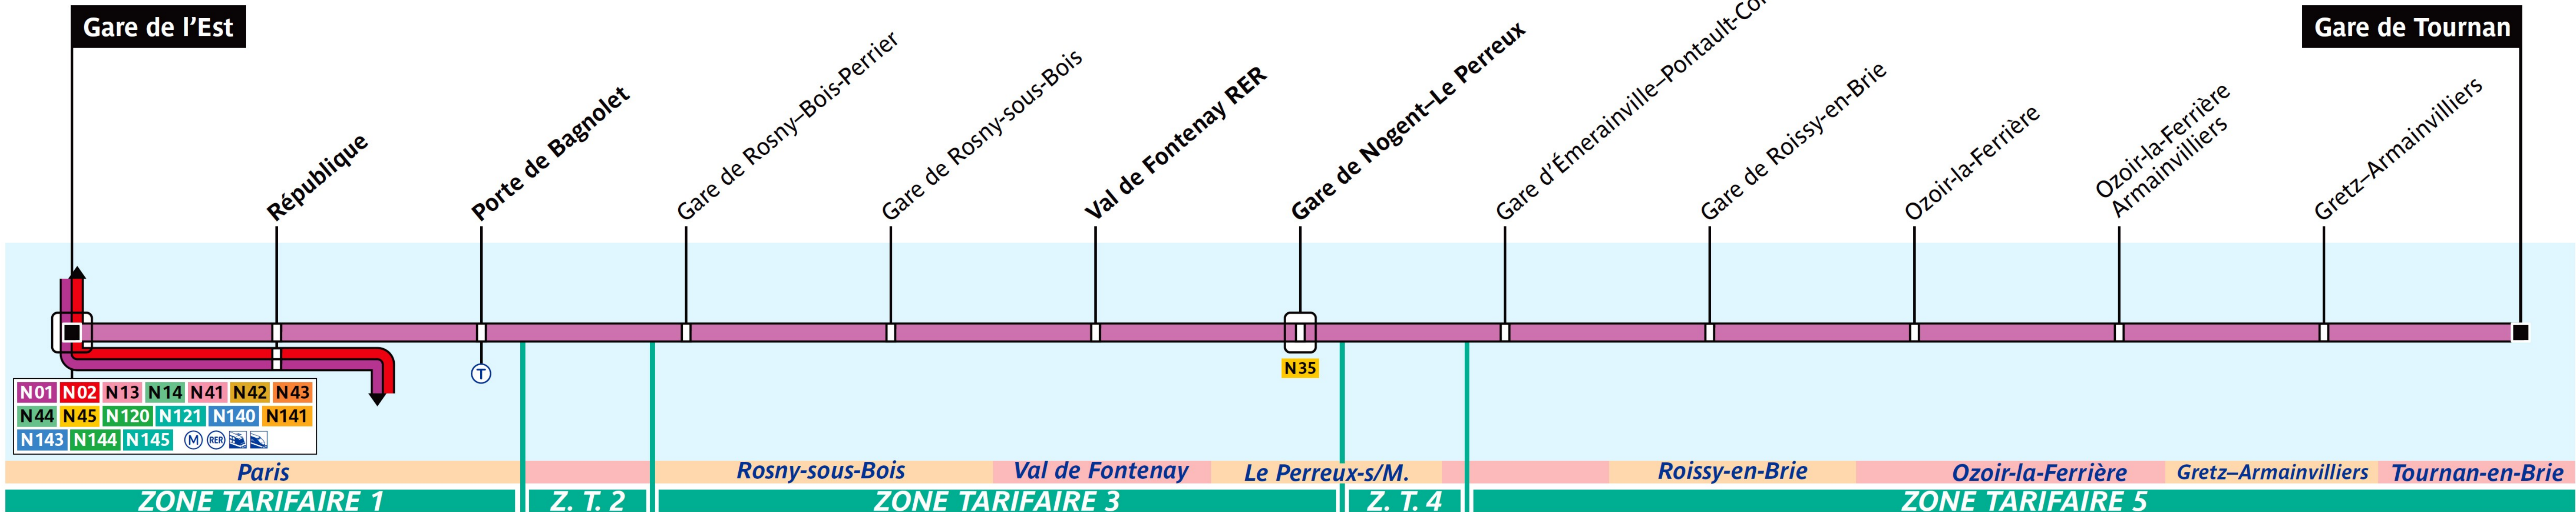 Gare de l'Est
République
Porte de Bagnolet
Gare de Rosny–Bois-Perrier
Gare de Rosny-sous-Bois
Val de Fontenay RER
Gare de Nogent–Le Perreux
Gare d'Émerainville–Pontault-
Gare de Roissy-en-Brie
Ozoir-la-Ferrière
Ozoir-la-Ferrière
Armainvilliers
Gretz–Armainvilliers
Gare de Tournan
T
N35
N01 N02 N13 N14 N41 N42 N43
N44 N45 N120 N121 N140 N141
N143 N144 N145 M RER
Paris
Rosny-sous-Bois
Val de Fontenay
Le Perreux-s/M.
Roissy-en-Brie
Ozoir-la-Ferrière
Gretz–Armainvilliers
Tournan-en-Brie
ZONE TARIFAIRE 1
Z. T. 2
ZONE TARIFAIRE 3
Z. T. 4
ZONE TARIFAIRE 5